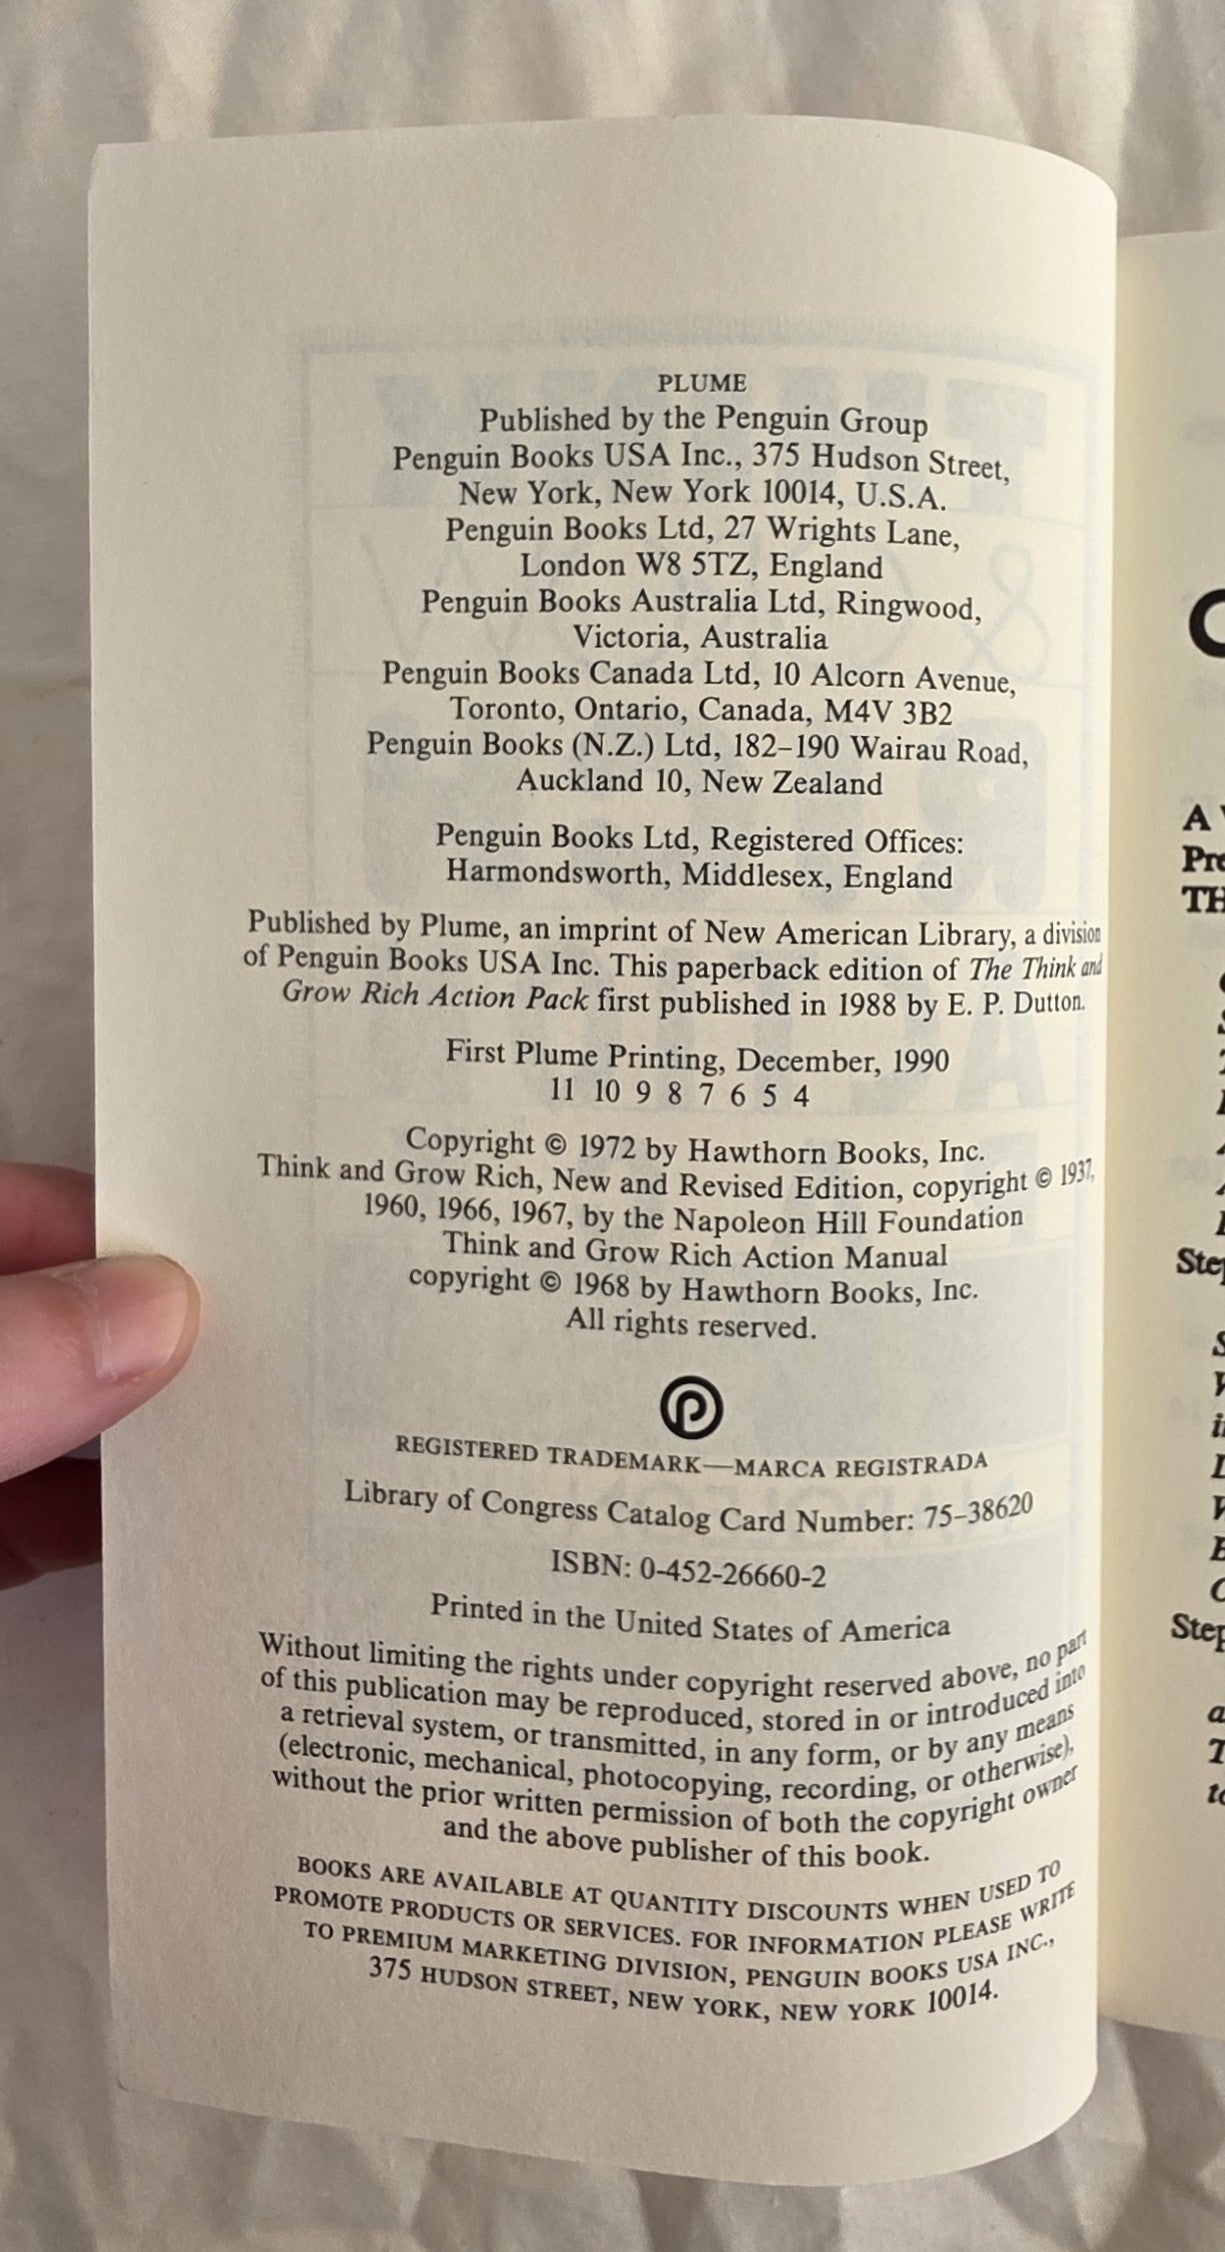 PLUME
Published by the Penguin Group
Penguin Books USA Inc., 375 Hudson Street,
New York, New York 10014, U.S.A.
Penguin Books Ltd, 27 Wrights Lane,
London W8 5TZ, England
Penguin Books Australia Ltd, Ringwood,
Victoria, Australia
Penguin Books Canada Ltd, 10 Alcorn Avenue,
Toronto, Ontario, Canada, M4V 3B2
Penguin Books (N.Z.) Ltd, 182–190 Wairau Road,
Auckland 10, New Zealand
Penguin Books Ltd, Registered Offices:
Harmondsworth, Middlesex, England
Published by Plume, an imprint of New American Library, a division
of Penguin Books USA Inc. This paperback edition of The Think and
Grow Rich Action Pack first published in 1988 by E. P. Dutton.
First Plume Printing, December, 1990
11 10 9 8 7 6 5 4
Copyright © 1972 by Hawthorn Books, Inc.
Think and Grow Rich, New and Revised Edition, copyright © 1937,
1960, 1966, 1967, by the Napoleon Hill Foundation
Think and Grow Rich Action Manual
copyright © 1968 by Hawthorn Books, Inc.
All rights reserved.
REGISTERED TRADEMARK—MARCA REGISTRADA
Library of Congress Catalog Card Number: 75–38620
ISBN: 0-452-26660-2
Printed in the United States of America
Without limiting the rights under copyright reserved above, no part
of this publication may be reproduced, stored in or introduced into
a retrieval system, or transmitted, in any form, or by any means
(electronic, mechanical, photocopying, recording, or otherwise),
without the prior written permission of both the copyright owner
and the above publisher of this book.
BOOKS ARE AVAILABLE AT QUANTITY DISCOUNTS WHEN USED TO
PROMOTE PRODUCTS OR SERVICES. FOR INFORMATION PLEASE WRITE
TO PREMIUM MARKETING DIVISION, PENGUIN BOOKS USA INC.,
375 HUDSON STREET, NEW YORK, NEW YORK 10014.